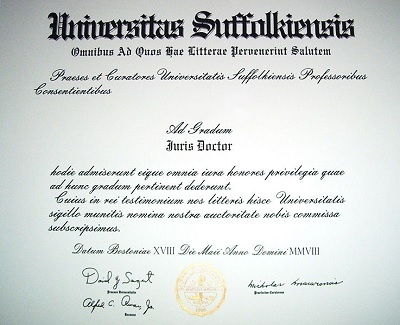 Universitas Suffolkiensis
Omnibus Ad Quos Hae Litterae Pervenerint Salutem
Praeses et Curatores Universitatis Suffolkiensis Professoribus
Consentientibus
Ad Gradum
Iuris Doctor
hodie admiserunt eique omnia iura honores privilegia quae
ad hunc gradum pertinent dederunt.
Cuius in rei testimonium nos litteris hisce Universitatis
sigillo munitis nomina nostra auctoritate nobis commissa
subscripsimus.
Datum Bostoniae XVIII Die Maii Anno Domini MMVIII